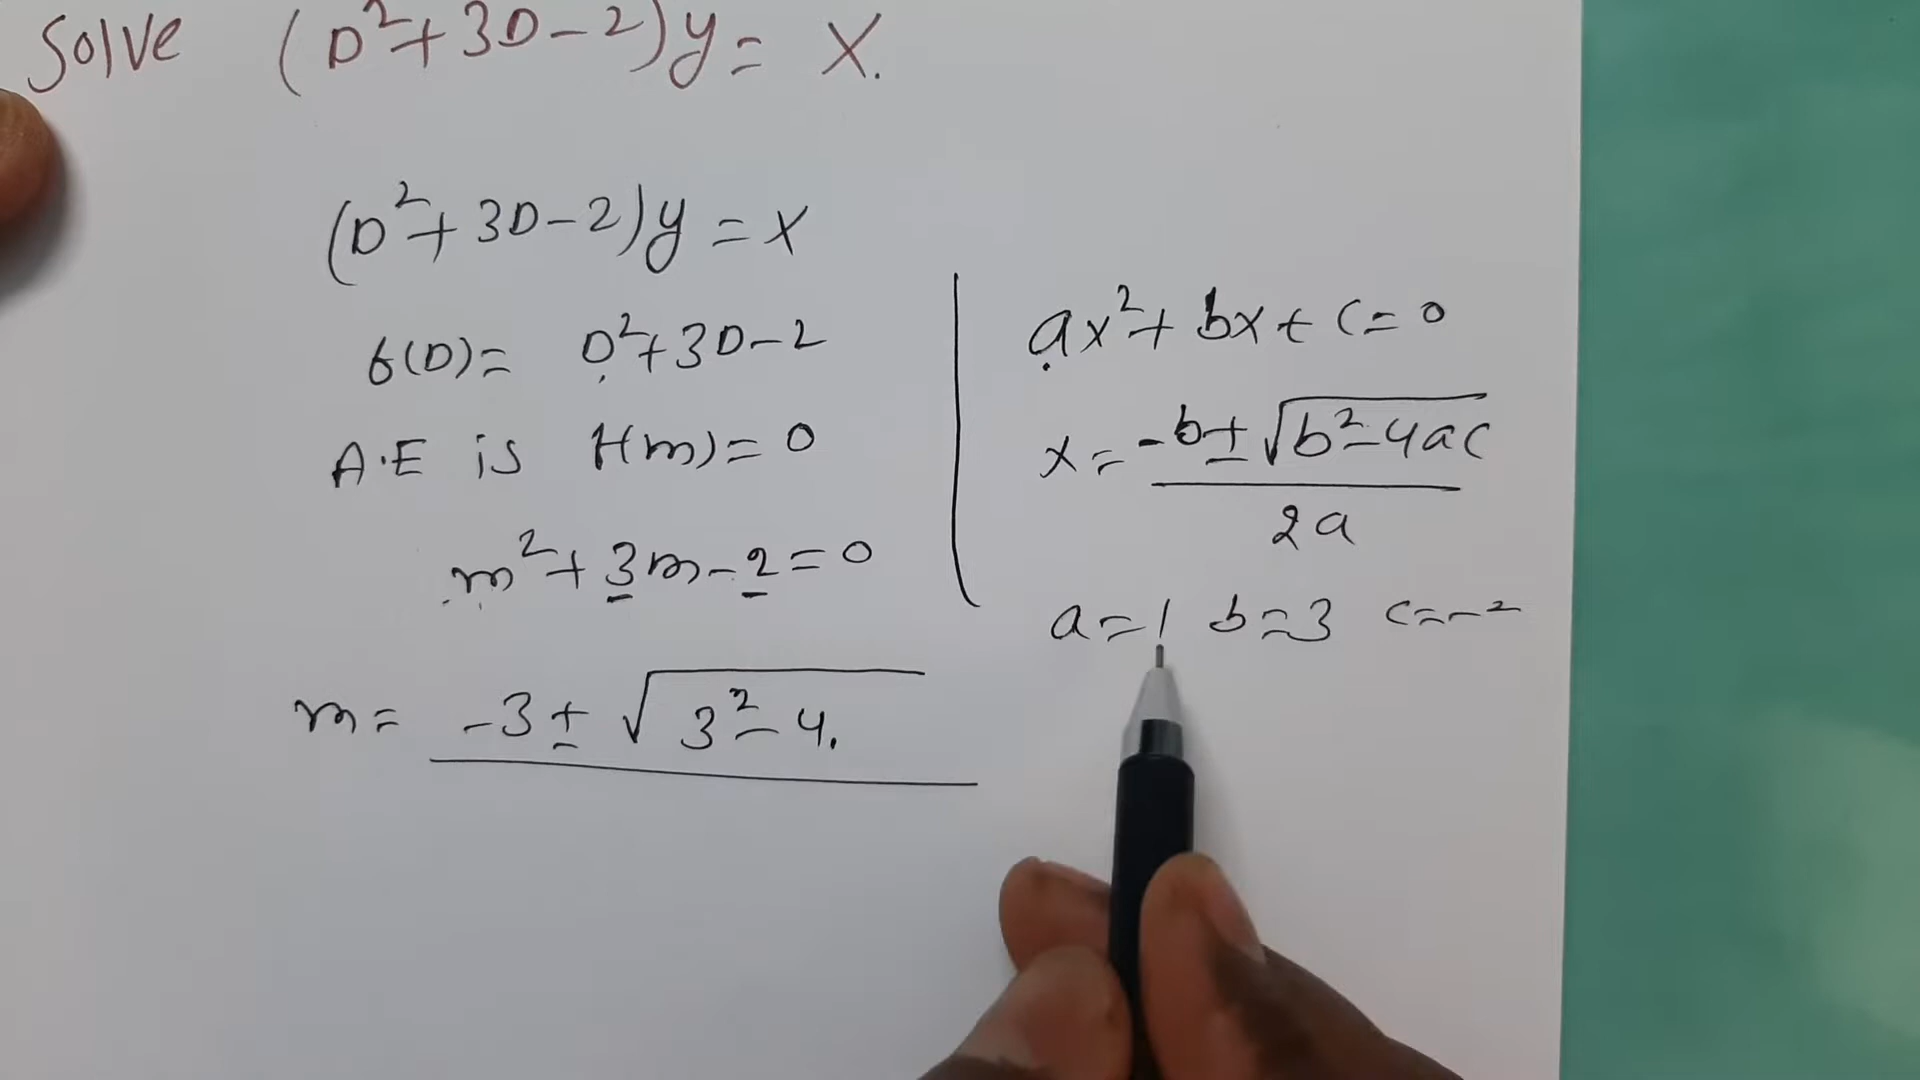 Solve (D²+3D-2)y= X.
(D²+3D-2)y = X
f(D)= D²+3D-2
A.E is f(m)=0
m²+3m-2=0
m= -3± √3²-4.
ax²+bx+c=0
x= -b±√b²-4ac
2a
a=1 b=3 c=-2